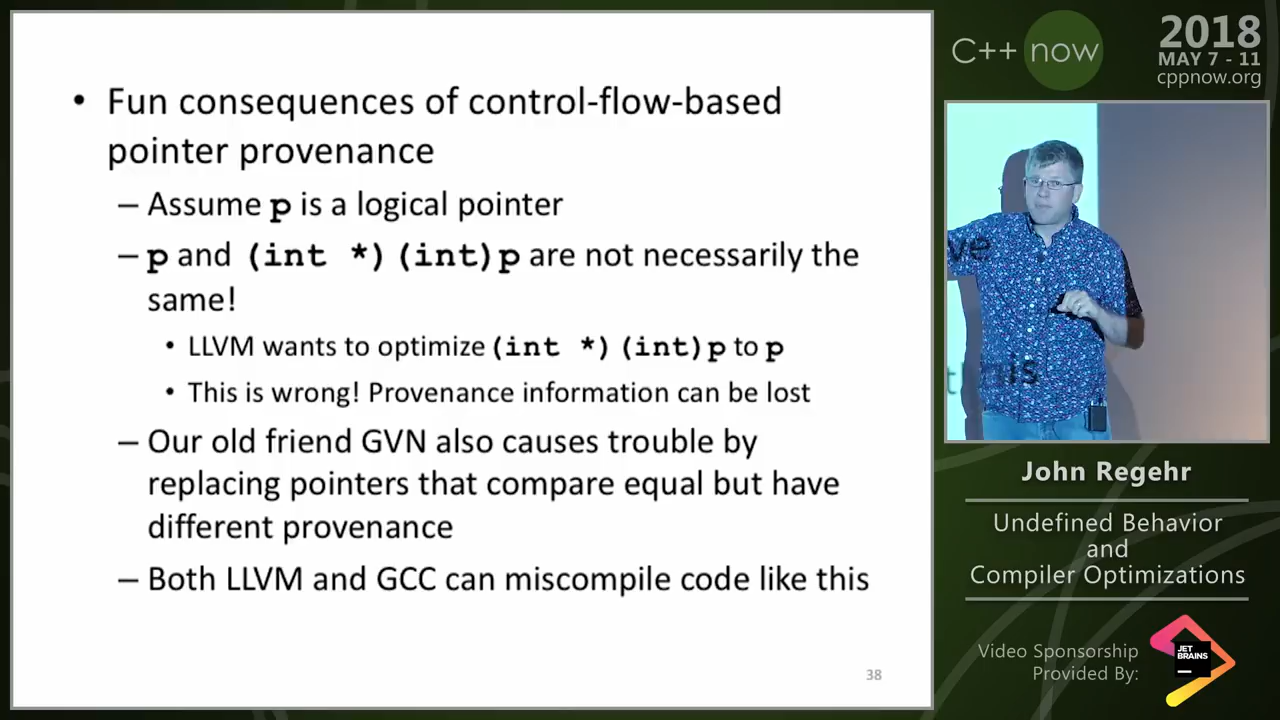 • Fun consequences of control-flow-based
pointer provenance
– Assume p is a logical pointer
– p and (int *)(int)p are not necessarily the
same!
• LLVM wants to optimize (int *)(int)p to p
• This is wrong! Provenance information can be lost
– Our old friend GVN also causes trouble by
replacing pointers that compare equal but have
different provenance
– Both LLVM and GCC can miscompile code like this
38
C++ now
2018
MAY 7 - 11
cppnow.org
ve
is
John Regehr
Undefined Behavior
and
Compiler Optimizations
Video Sponsorship
Provided By:
JET
BRAINS